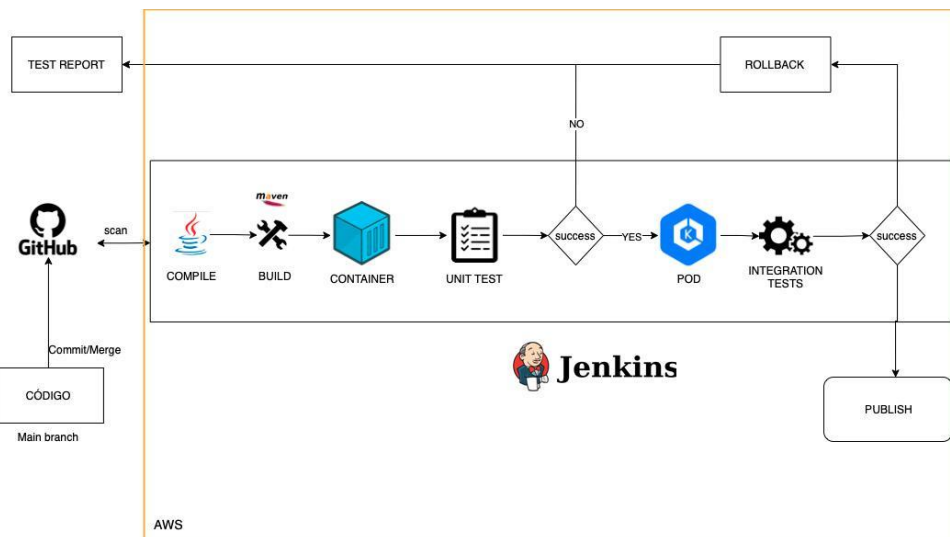 TEST REPORT
ROLLBACK
NO
maven
GitHub
scan
success
YES
success
COMPILE
BUILD
CONTAINER
UNIT TEST
POD
INTEGRATION
TESTS
Commit/Merge
Jenkins
CÓDIGO
PUBLISH
Main branch
AWS